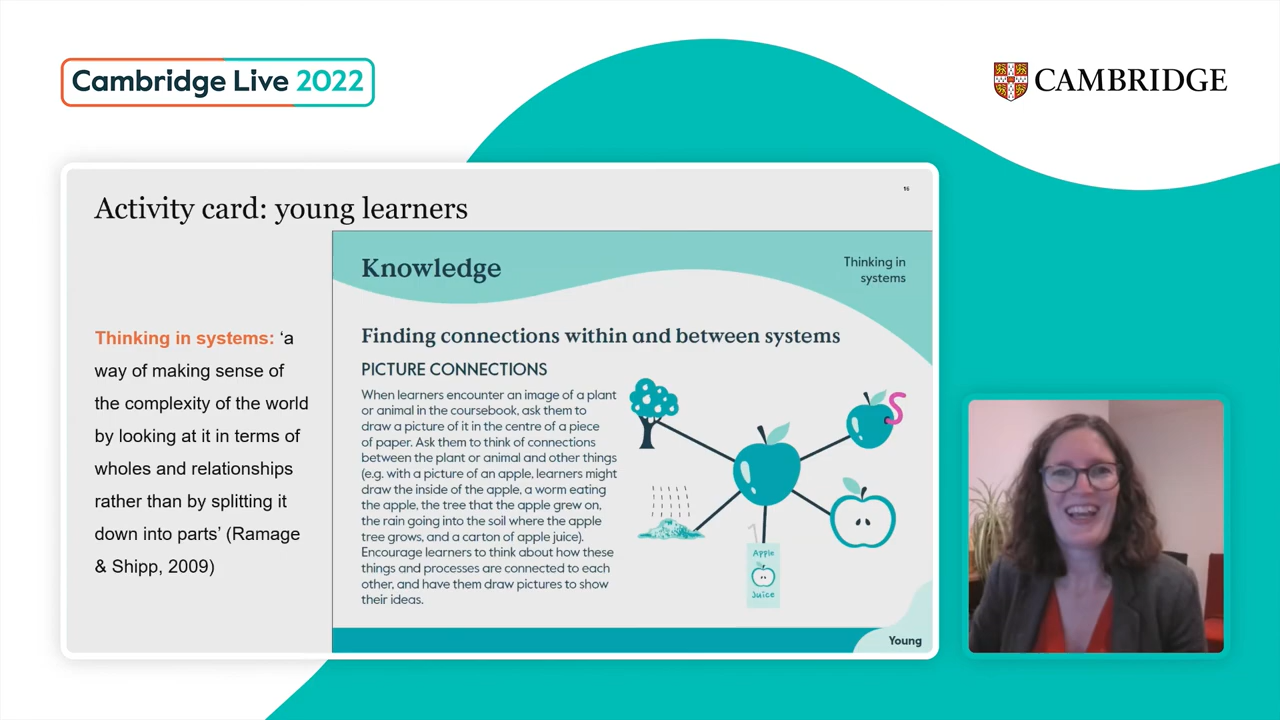 Cambridge Live 2022
CAMBRIDGE
16
Activity card: young learners
Thinking in systems: ‘a
way of making sense of
the complexity of the world
by looking at it in terms of
wholes and relationships
rather than by splitting it
down into parts’ (Ramage
& Shipp, 2009)
Knowledge
Thinking in
systems
Finding connections within and between systems
PICTURE CONNECTIONS
When learners encounter an image of a plant
or animal in the coursebook, ask them to
draw a picture of it in the centre of a piece
of paper. Ask them to think of connections
between the plant or animal and other things
(e.g. with a picture of an apple, learners might
draw the inside of the apple, a worm eating
the apple, the tree that the apple grew on,
the rain going into the soil where the apple
tree grows, and a carton of apple juice).
Encourage learners to think about how these
things and processes are connected to each
other, and have them draw pictures to show
their ideas.
Apple
Juice
Young